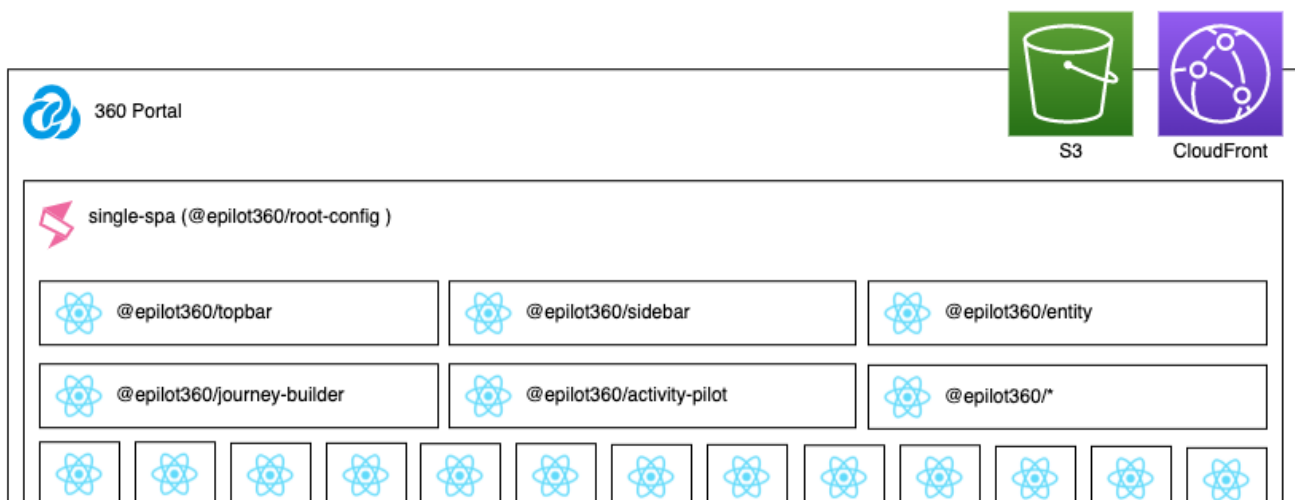 360 Portal
S3
CloudFront
single-spa (@epilot360/root-config )
@epilot360/topbar
@epilot360/sidebar
@epilot360/entity
@epilot360/journey-builder
@epilot360/activity-pilot
@epilot360/*